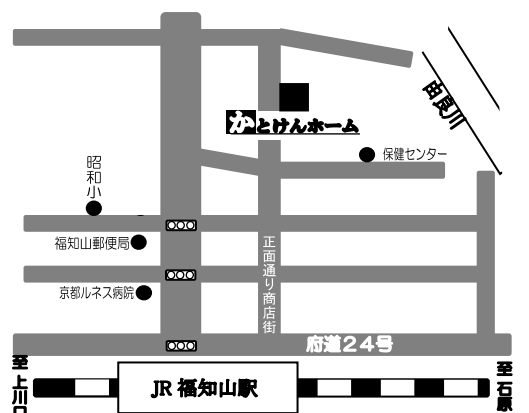 由良川
かとけんホーム
保健センター
昭和小
福知山郵便局
正面通り商店街
京都ルネス病院
府道24号
至上川口
JR 福知山駅
至石原